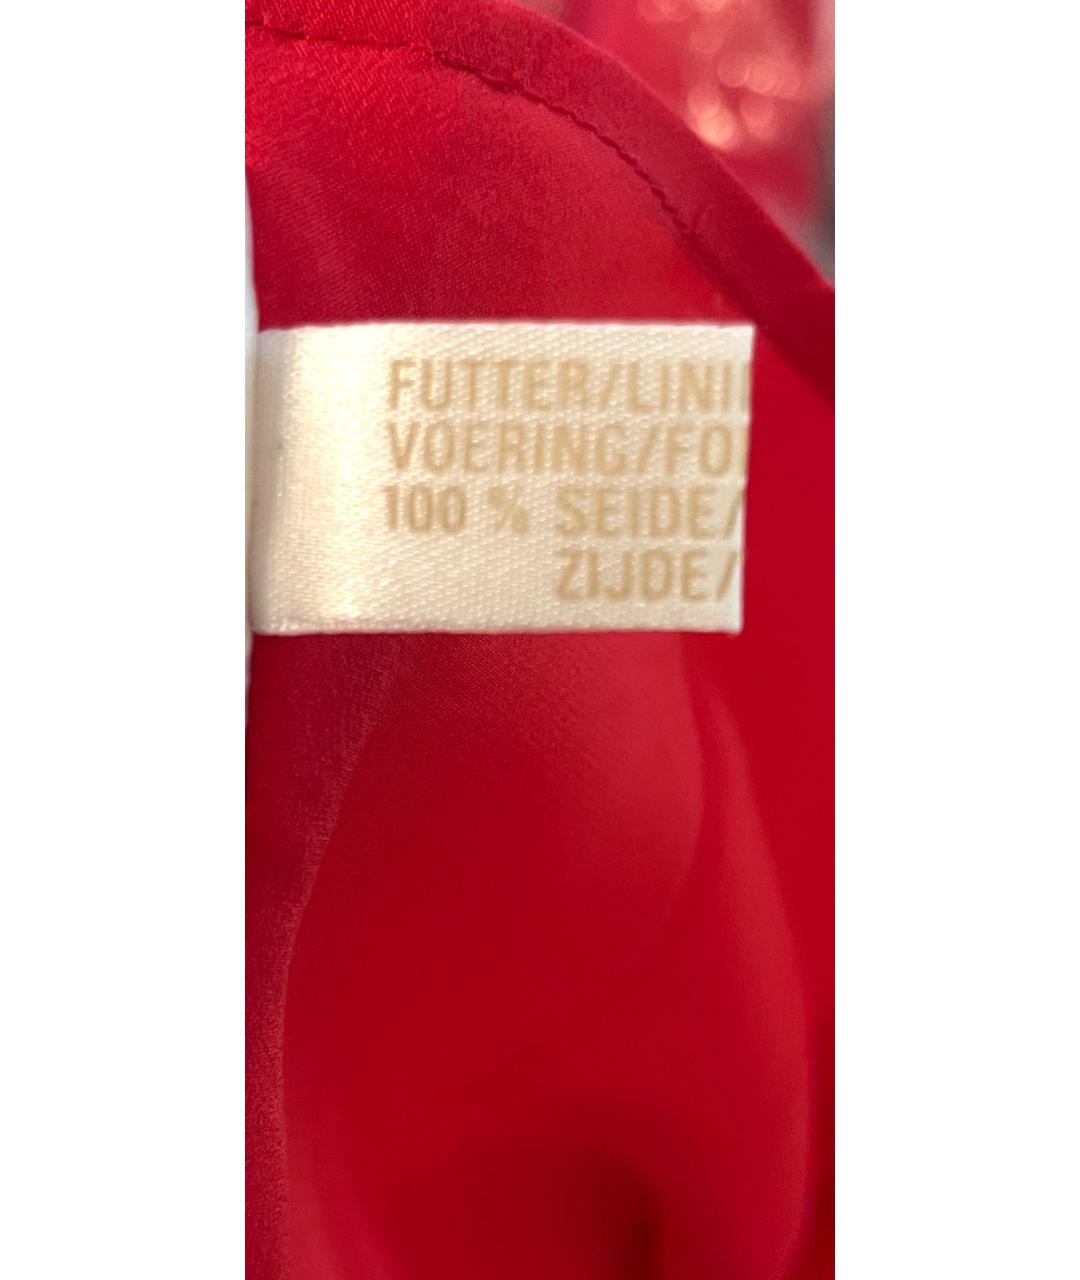 FUTTER/LINI
VOERING/FO
100 % SEIDE/
ZIJDE/